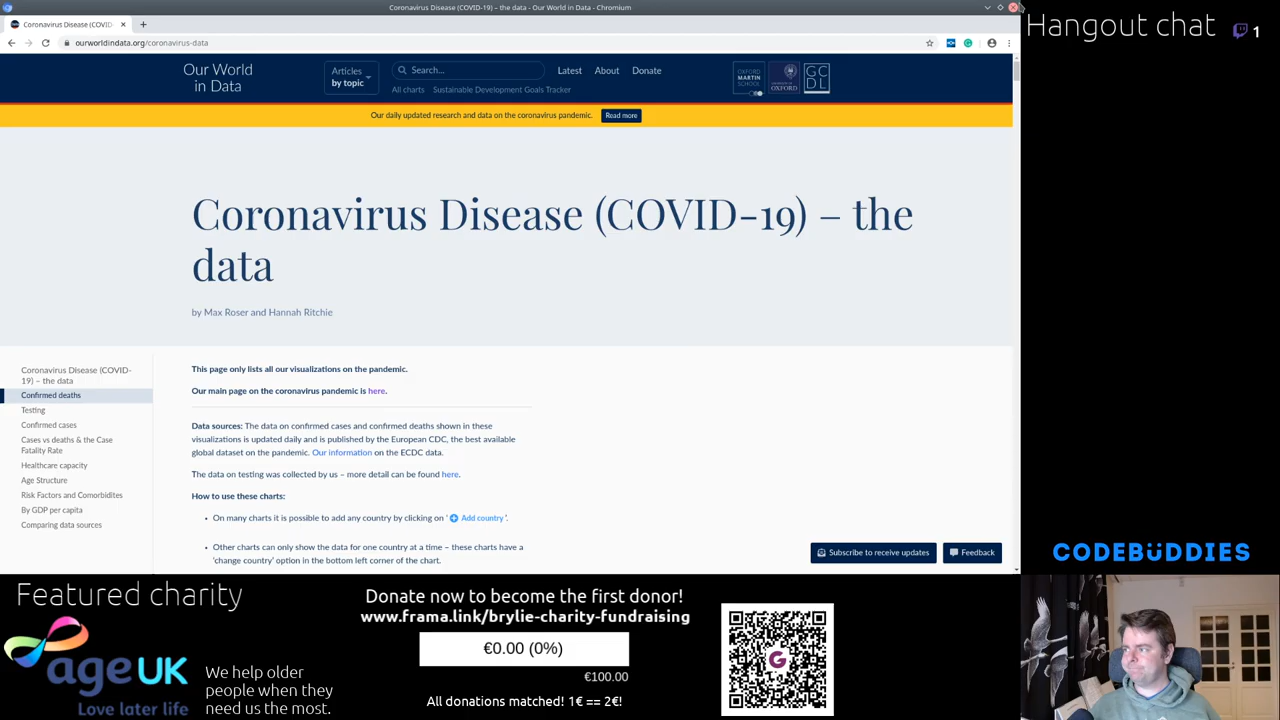 Coronavirus Disease (COVID-19) – the data - Our World in Data - Chromium
Coronavirus Disease (COVID-
ourworldindata.org/coronavirus-data
Our World
in Data
Articles
by topic
Search...
Latest
About
Donate
All charts
Sustainable Development Goals Tracker
OXFORD
MARTIN
SCHOOL
OXFORD
GC
DL
Our daily updated research and data on the coronavirus pandemic.
Read more
Coronavirus Disease (COVID-19) – the
data
by Max Roser and Hannah Ritchie
Coronavirus Disease (COVID-
19) – the data
Confirmed deaths
Testing
Confirmed cases
Cases vs deaths & the Case
Fatality Rate
Healthcare capacity
Age Structure
Risk Factors and Comorbidites
By GDP per capita
Comparing data sources
This page only lists all our visualizations on the pandemic.
Our main page on the coronavirus pandemic is here.
Data sources: The data on confirmed cases and confirmed deaths shown in these
visualizations is updated daily and is published by the European CDC, the best available
global dataset on the pandemic. Our information on the ECDC data.
The data on testing was collected by us – more detail can be found here.
How to use these charts:
• On many charts it is possible to add any country by clicking on ' Add country'.
• Other charts can only show the data for one country at a time – these charts have a
'change country' option in the bottom left corner of the chart.
Subscribe to receive updates
Feedback
Hangout chat
1
CODEBUDDIES
Featured charity
age UK
Love later life
We help older
people when they
need us the most.
Donate now to become the first donor!
www.frama.link/brylie-charity-fundraising
€0.00 (0%)
€100.00
All donations matched! 1€ == 2€!